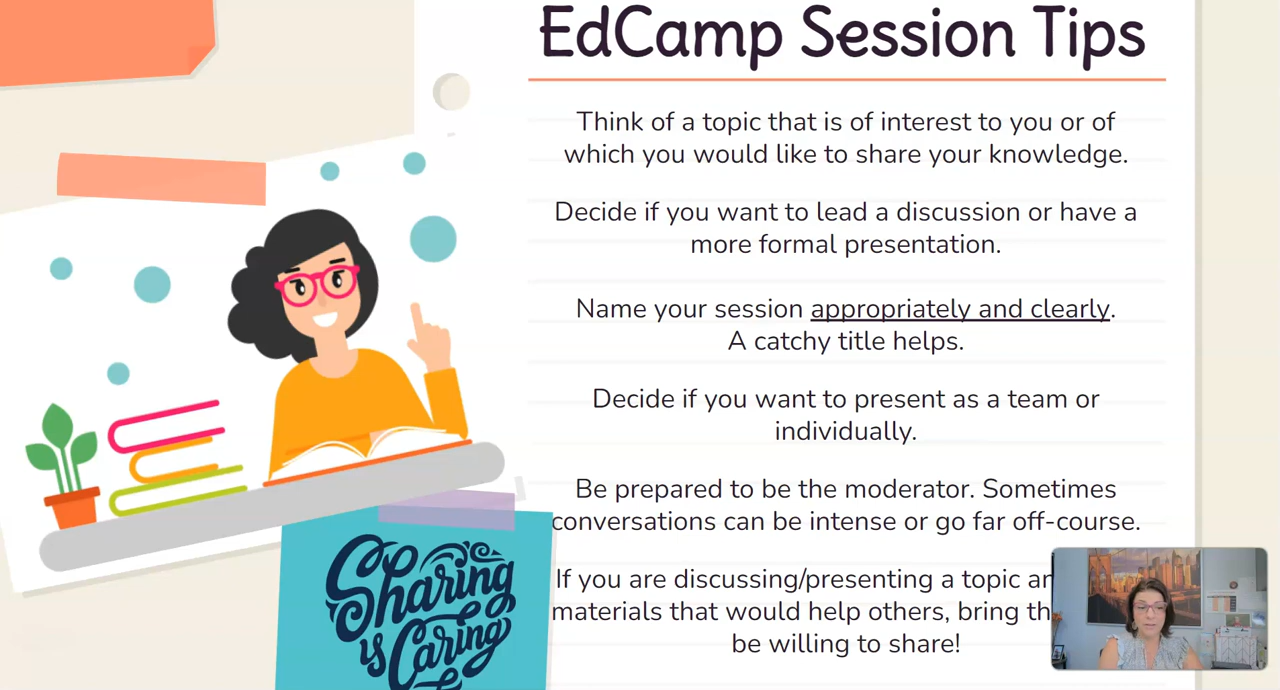 EdCamp Session Tips
Think of a topic that is of interest to you or of
which you would like to share your knowledge.
Decide if you want to lead a discussion or have a
more formal presentation.
Name your session appropriately and clearly.
A catchy title helps.
Decide if you want to present as a team or
individually.
Be prepared to be the moderator. Sometimes
conversations can be intense or go far off-course.
If you are discussing/presenting a topic
materials that would help others, bring
be willing to share!
Sharing
is
Caring